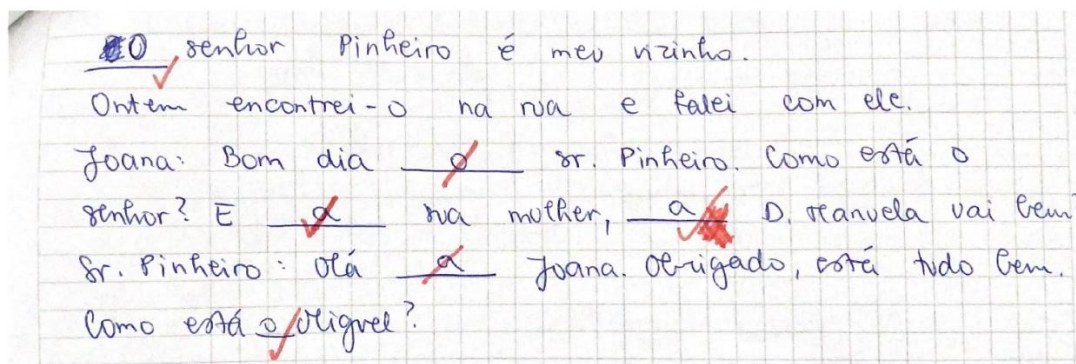 O senhor Pinheiro é meu vizinho.
Ontem encontrei-o na rua e falei com ele.
Joana: Bom dia o sr. Pinheiro. Como está o
senhor? E a sua mulher, a D. Manuela vai bem?
Sr. Pinheiro: Olá a Joana. Obrigado, está tudo bem.
Como está o Miguel?